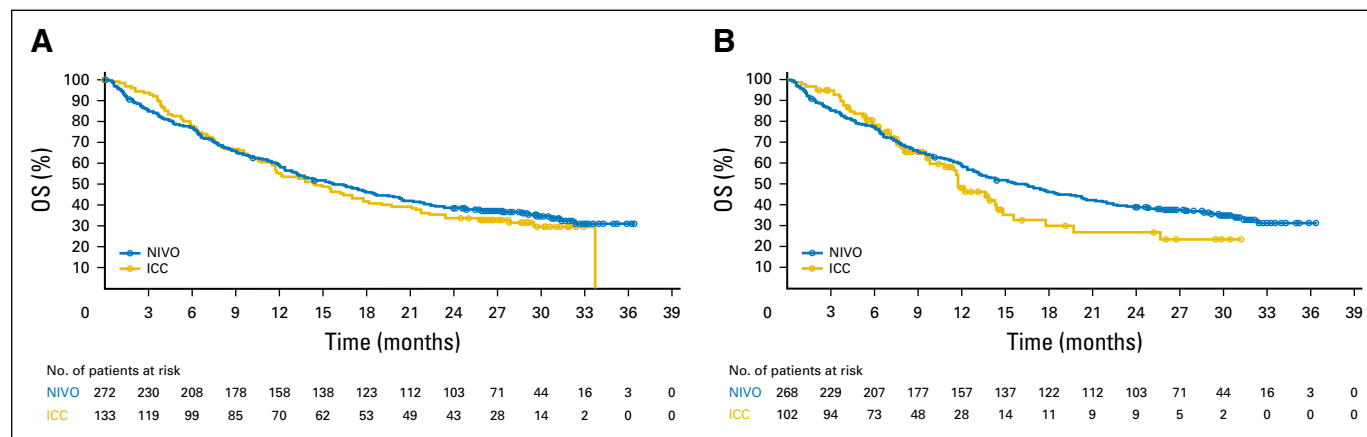 A
B
100
90
80
70
60
50
40
30
20
10
OS (%)
NIVO
ICC
0 3 6 9 12 15 18 21 24 27 30 33 36 39
Time (months)
No. of patients at risk
NIVO 272 230 208 178 158 138 123 112 103 71 44 16 3 0
ICC 133 119 99 85 70 62 53 49 43 28 14 2 0 0
100
90
80
70
60
50
40
30
20
10
OS (%)
NIVO
ICC
0 3 6 9 12 15 18 21 24 27 30 33 36 39
Time (months)
No. of patients at risk
NIVO 268 229 207 177 157 137 122 112 103 71 44 16 3 0
ICC 102 94 73 48 28 14 11 9 9 5 2 0 0 0